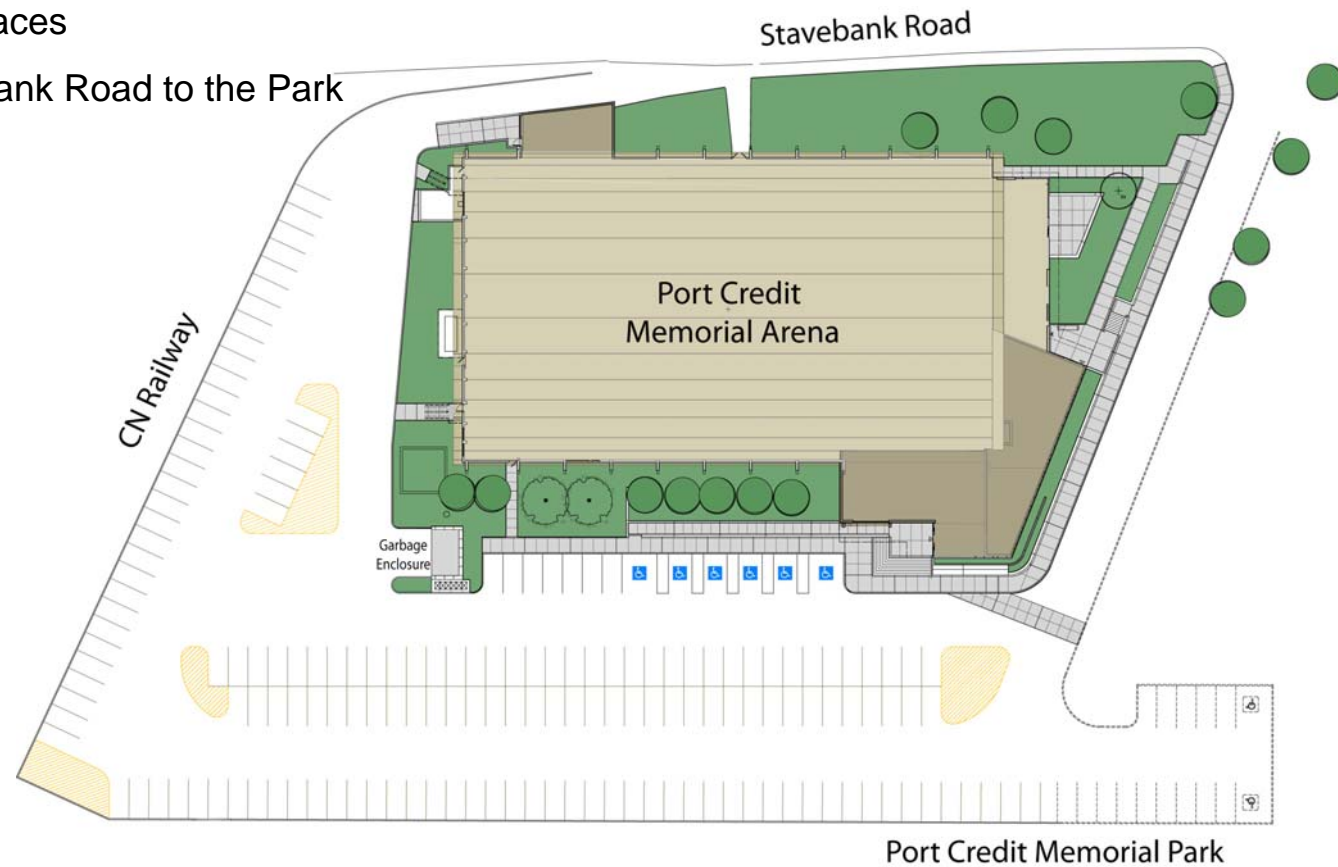 aces
Stavebank Road
ank Road to the Park
Port Credit
Memorial Arena
CN Railway
Garbage
Enclosure
Port Credit Memorial Park